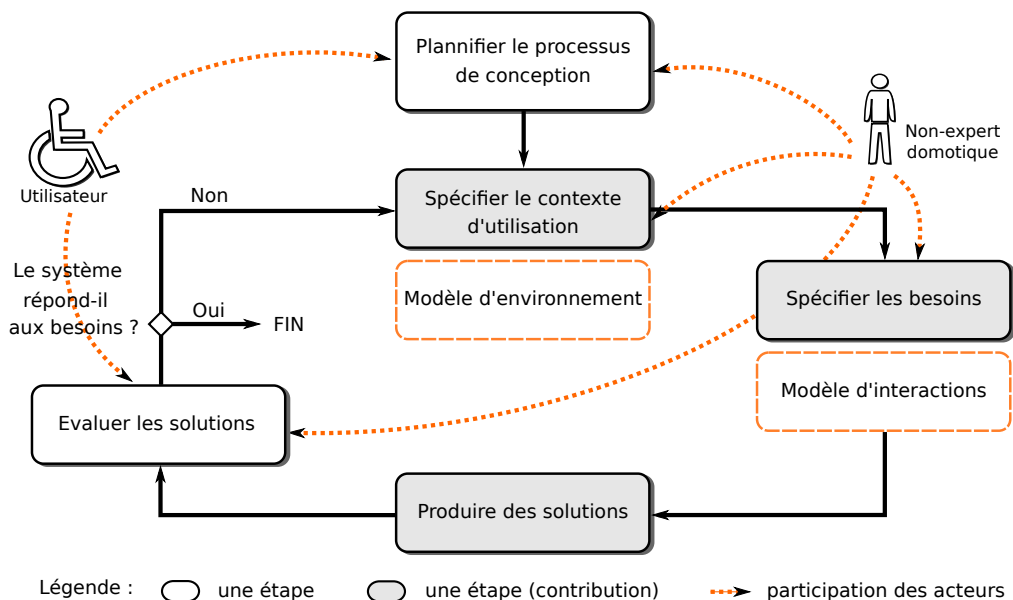 Plannifier le processus
de conception
Non-expert
domotique
Utilisateur
Non
Spécifier le contexte
d'utilisation
Le système
répond-il
aux besoins ?
Oui
FIN
Modèle d'environnement
Spécifier les besoins
Modèle d'interactions
Evaluer les solutions
Produire des solutions
Légende :
une étape
une étape (contribution)
participation des acteurs